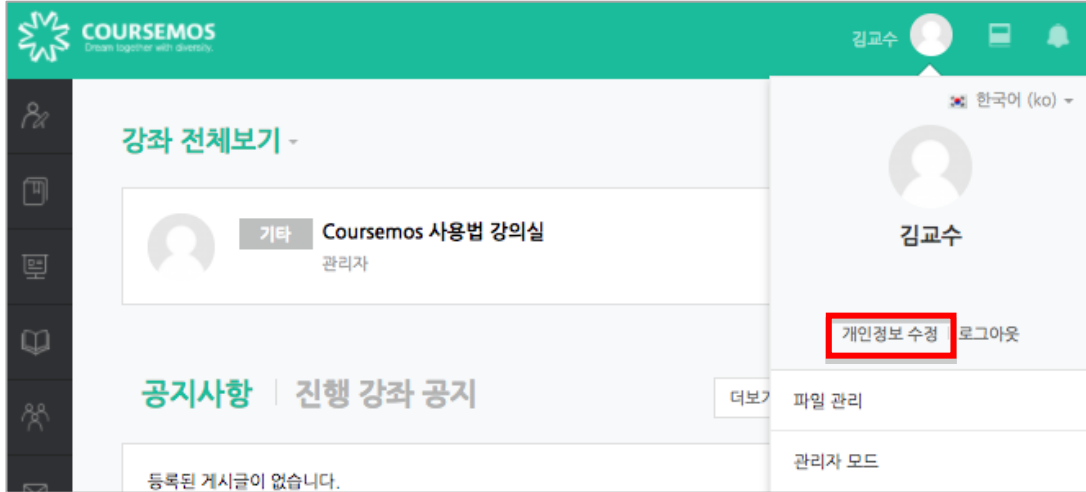 COURSEMOS
Dream together with diversity.
김교수
한국어 (ko)
강좌 전체보기
기타 Coursemos 사용법 강의실
관리자
김교수
개인정보 수정 로그아웃
공지사항 진행 강좌 공지
더보기
파일 관리
등록된 게시글이 없습니다.
관리자 모드